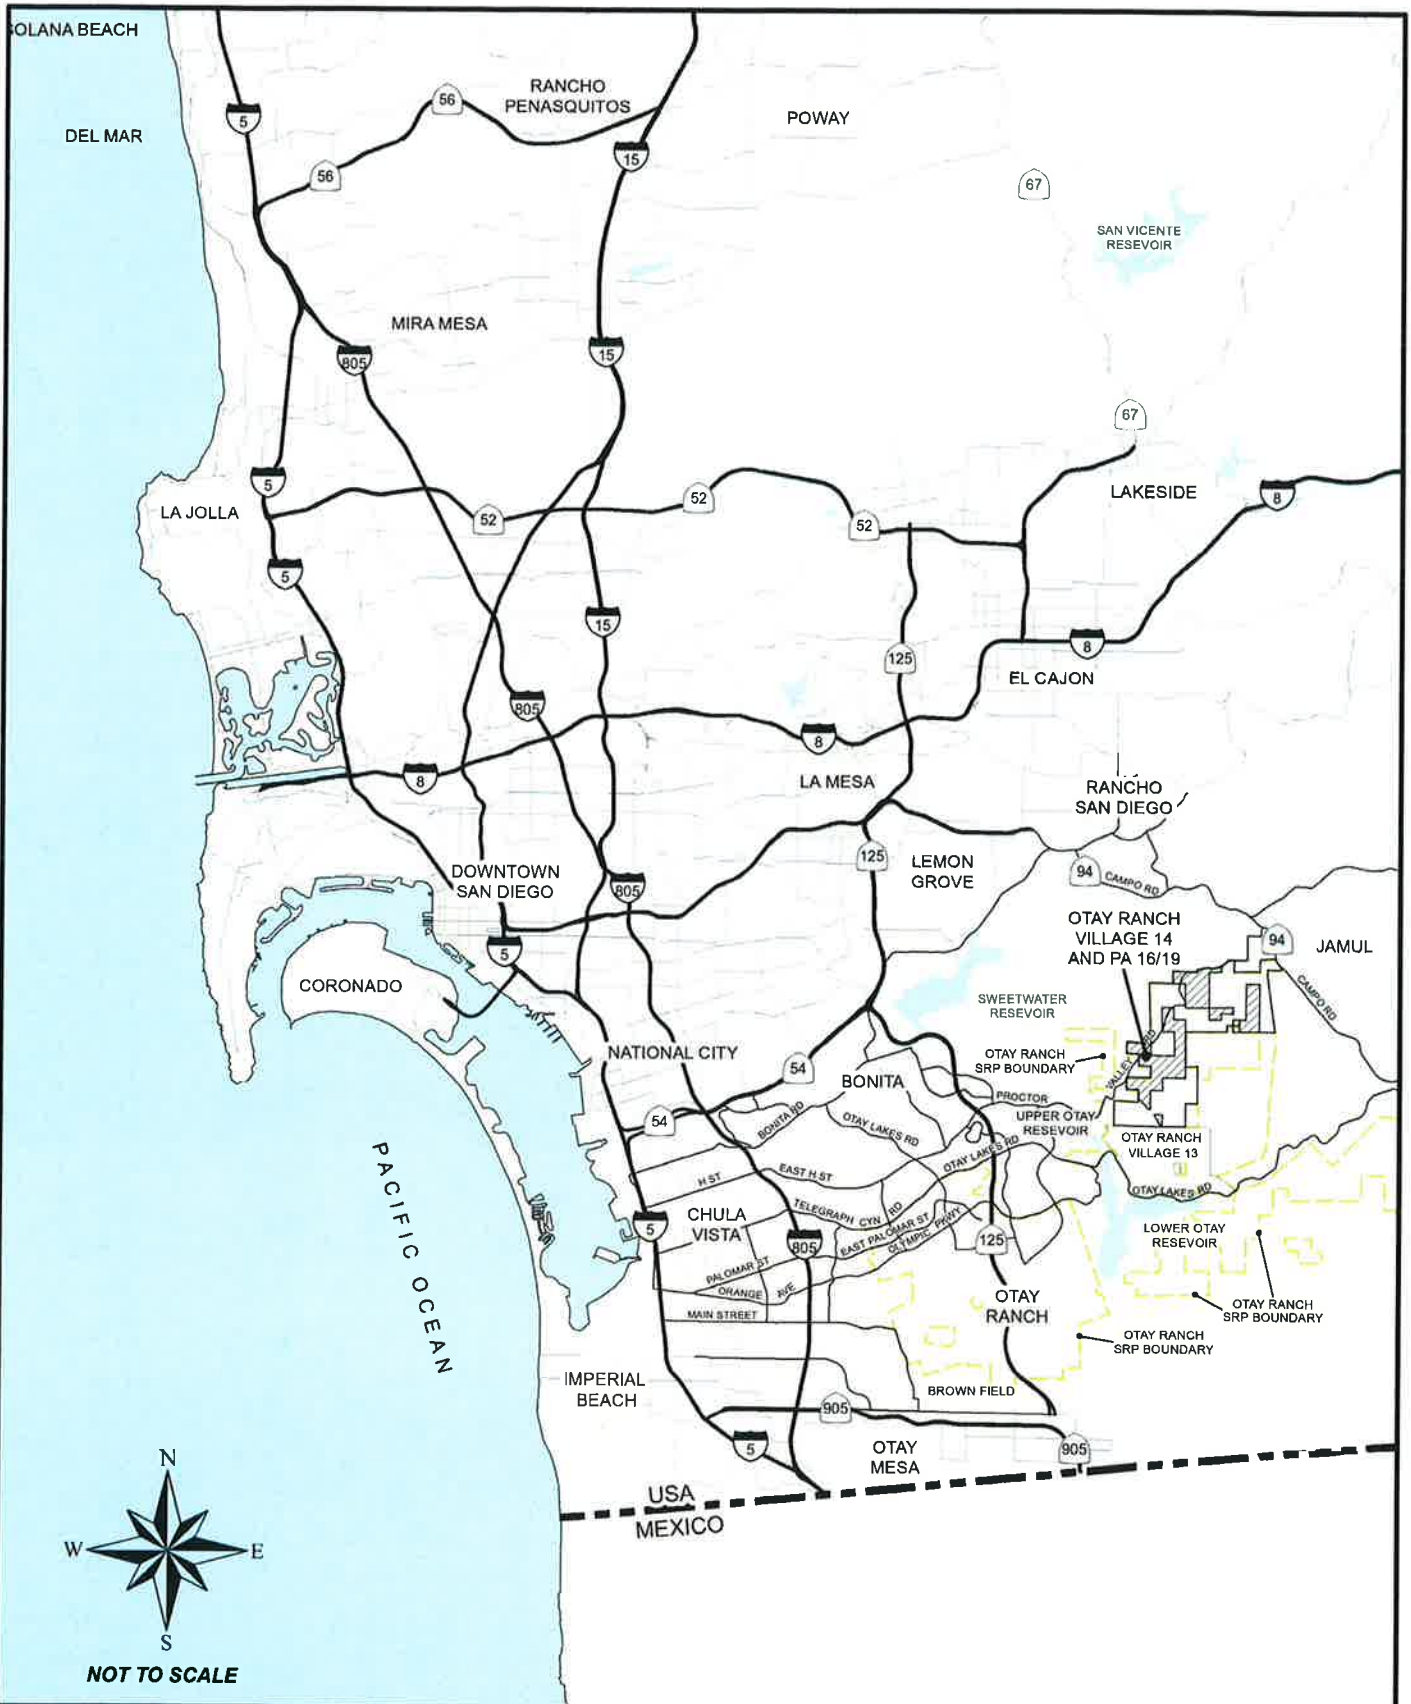 SOLANA BEACH
DEL MAR
5
56
56
RANCHO
PENASQUITOS
15
POWAY
67
SAN VICENTE
RESEVOIR
MIRA MESA
805
15
67
LAKESIDE
8
5
LA JOLLA
52
52
52
5
15
125
8
EL CAJON
805
8
8
LA MESA
RANCHO
SAN DIEGO
125
LEMON
GROVE
94
CAMPO RD
DOWNTOWN
SAN DIEGO
805
5
OTAY RANCH
VILLAGE 14
AND PA 16/19
94
JAMUL
CAMPO RD
CORONADO
SWEETWATER
RESEVOIR
NATIONAL CITY
54
BONITA
OTAY RANCH
SRP BOUNDARY
VALLEY
PROCTOR
54
BONITA RD
OTAY LAKES RD
UPPER OTAY
RESEVOIR
OTAY RANCH
VILLAGE 13
OTAY LAKES RD
H ST
EAST H ST
OTAY LAKES RD
TELEGRAPH CYN RD
CHULA
VISTA
5
805
EAST PALOMAR ST
OLYMPIC PKWY
125
LOWER OTAY
RESEVOIR
PALOMAR ST
ORANGE AVE
MAIN STREET
OTAY
RANCH
OTAY RANCH
SRP BOUNDARY
OTAY RANCH
SRP BOUNDARY
PACIFIC OCEAN
IMPERIAL
BEACH
BROWN FIELD
905
5
OTAY
MESA
905
USA
MEXICO
N
W
E
S
NOT TO SCALE